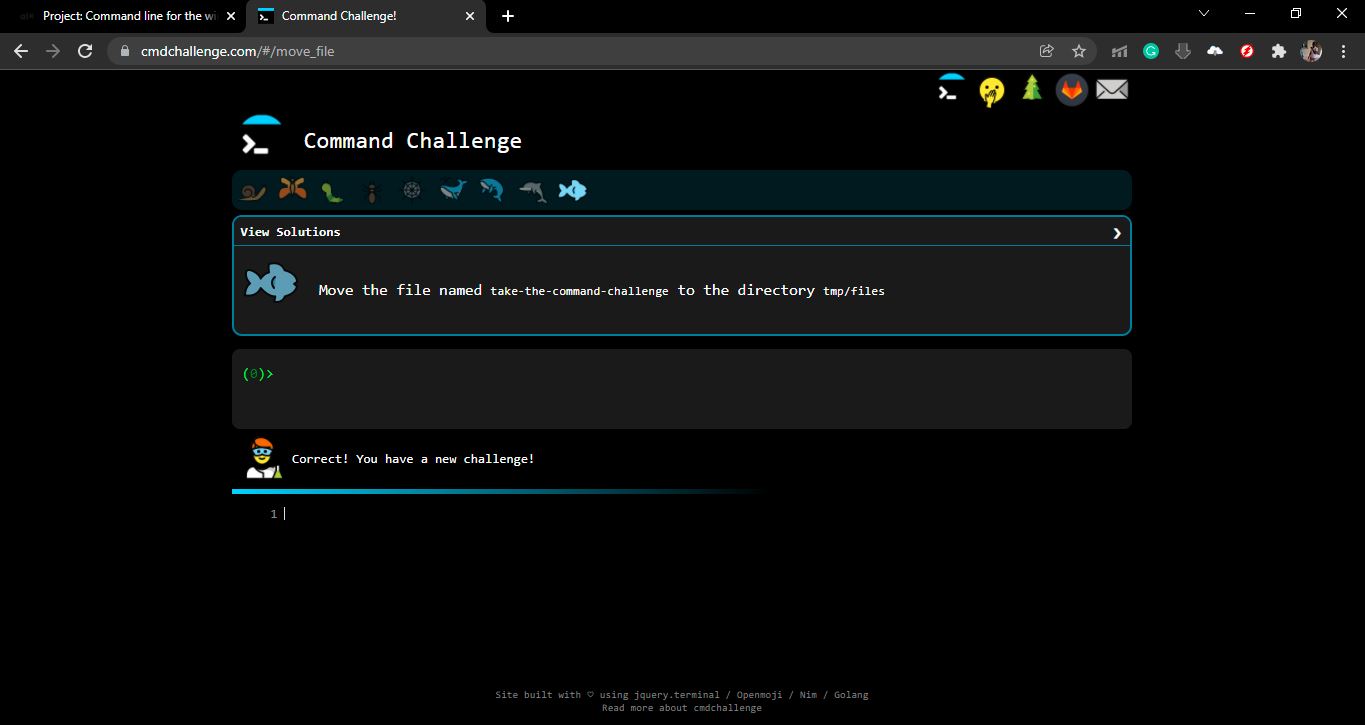 Project: Command line for the wi
Command Challenge!
cmdchallenge.com/#/move_file
Command Challenge
View Solutions
Move the file named take-the-command-challenge to the directory tmp/files
(0)>
Correct! You have a new challenge!
1
Site built with ♡ using jquery.terminal / Openmoji / Nim / Golang
Read more about cmdchallenge